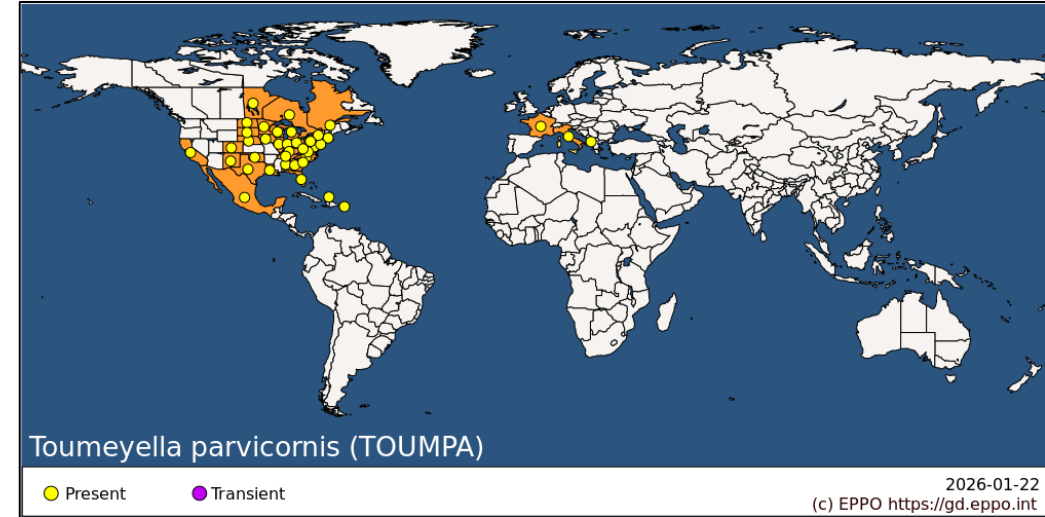 Toumeyella parvicornis (TOUMPA)
Present
Transient
2026-01-22
(c) EPPO https://gd.eppo.int